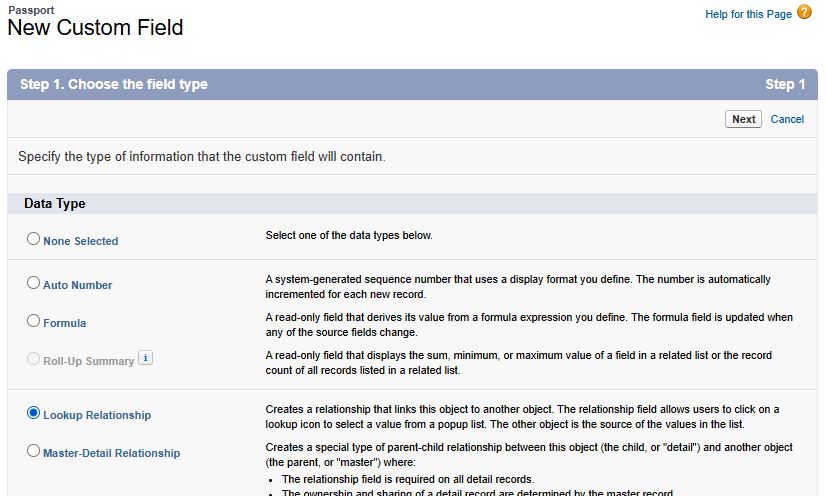 Passport
New Custom Field
Help for this Page ?
Step 1. Choose the field type
Step 1
Next Cancel
Specify the type of information that the custom field will contain.
Data Type
None Selected
Select one of the data types below.
Auto Number
A system-generated sequence number that uses a display format you define. The number is automatically
incremented for each new record.
Formula
A read-only field that derives its value from a formula expression you define. The formula field is updated when
any of the source fields change.
Roll-Up Summary i
A read-only field that displays the sum, minimum, or maximum value of a field in a related list or the record
count of all records listed in a related list.
Lookup Relationship
Creates a relationship that links this object to another object. The relationship field allows users to click on a
lookup icon to select a value from a popup list. The other object is the source of the values in the list.
Master-Detail Relationship
Creates a special type of parent-child relationship between this object (the child, or "detail") and another object
(the parent, or "master") where:
• The relationship field is required on all detail records.
• The ownership and sharing of a detail record are determined by the master record.